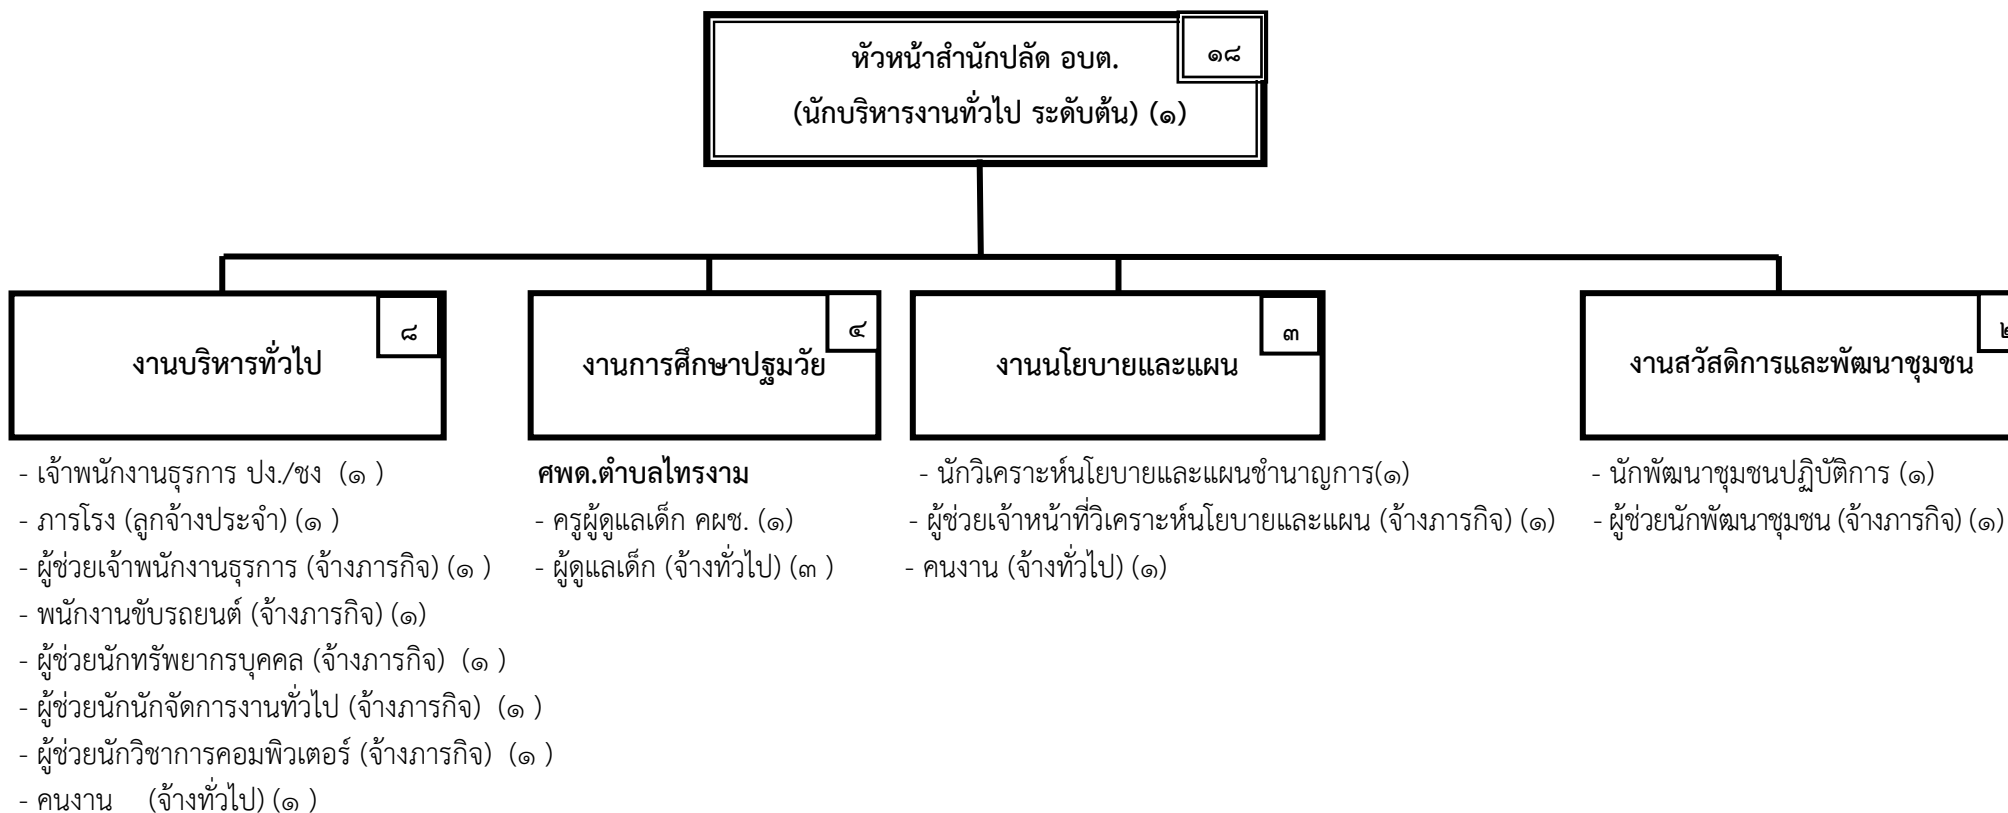 หัวหน้าสำนักปลัด อบต.
๑๘
(นักบริหารงานทั่วไป ระดับต้น) (๑)
งานบริหารทั่วไป
๘
- เจ้าพนักงานธุรการ ปง./ชง (๑ )
- ภารโรง (ลูกจ้างประจำ) (๑ )
- ผู้ช่วยเจ้าพนักงานธุรการ (จ้างภารกิจ) (๑ )
- พนักงานขับรถยนต์ (จ้างภารกิจ) (๑)
- ผู้ช่วยนักทรัพยากรบุคคล (จ้างภารกิจ) (๑ )
- ผู้ช่วยนักนักจัดการงานทั่วไป (จ้างภารกิจ) (๑ )
- ผู้ช่วยนักวิชาการคอมพิวเตอร์ (จ้างภารกิจ) (๑ )
- คนงาน (จ้างทั่วไป) (๑ )
งานการศึกษาปฐมวัย
๔
ศพด.ตำบลไทรงาม
- ครูผู้ดูแลเด็ก คผช. (๑)
- ผู้ดูแลเด็ก (จ้างทั่วไป) (๓ )
งานนโยบายและแผน
๓
- นักวิเคราะห์นโยบายและแผนชำนาญการ(๑)
- ผู้ช่วยเจ้าหน้าที่วิเคราะห์นโยบายและแผน (จ้างภารกิจ) (๑)
- คนงาน (จ้างทั่วไป) (๑)
งานสวัสดิการและพัฒนาชุมชน
- นักพัฒนาชุมชนปฏิบัติการ (๑)
- ผู้ช่วยนักพัฒนาชุมชน (จ้างภารกิจ) (๑)